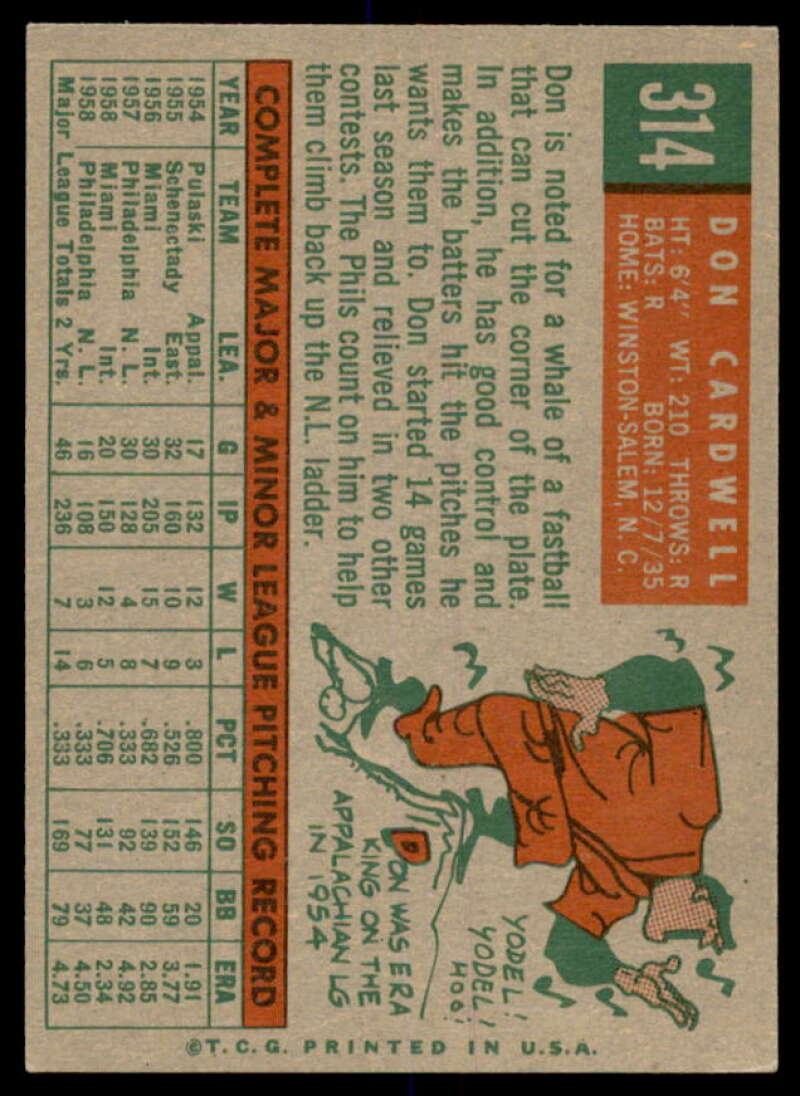 314
DON CARDWELL
HT: 6'4" WT: 210 THROWS: R
BATS: R BORN: 12/7/35
HOME: WINSTON-SALEM, N. C.
Don is noted for a whale of a fastball
that can cut the corner of the plate.
In addition, he has good control and
makes the batters hit the pitches he
wants them to. Don started 14 games
last season and relieved in two other
contests. The Phils count on him to help
them climb back up the N.L. ladder.
YODEL!
YODEL!
HOO!
DON WAS ERA
KING ON THE
APPALACHIAN LG
IN 1954
COMPLETE MAJOR & MINOR LEAGUE PITCHING RECORD
YEAR TEAM LEA. G IP W L PCT SO BB ERA
1954 Pulaski Appal. 17 132 12 3 .800 146 20 1.91
1955 Schenectady East. 32 160 10 9 .526 152 59 3.77
1956 Miami Int. 30 205 15 7 .682 139 90 2.85
1957 Philadelphia N. L. 30 128 4 8 .333 92 42 4.92
1958 Miami Int. 20 150 12 5 .706 131 48 2.34
1958 Philadelphia N. L. 16 108 3 6 .333 77 37 4.50
Major League Totals 2 Yrs. 46 236 7 14 .333 169 79 4.73
©T.C.G. PRINTED IN U.S.A.